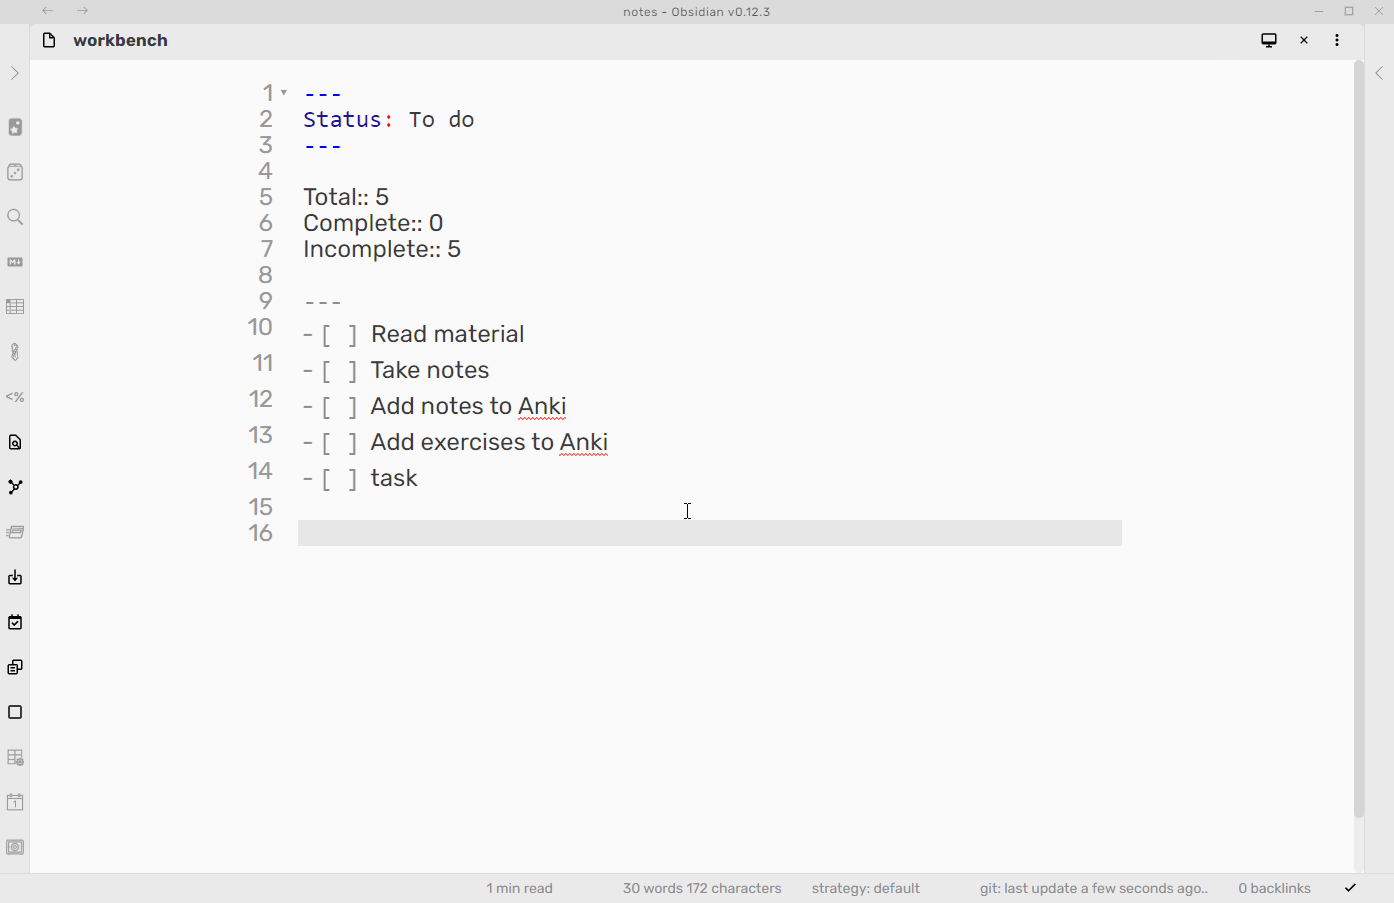 notes - Obsidian v0.12.3
workbench
1 ---
2 Status: To do
3 ---
4
5 Total:: 5
6 Complete:: 0
7 Incomplete:: 5
8
9 ---
10 - [ ] Read material
11 - [ ] Take notes
12 - [ ] Add notes to Anki
13 - [ ] Add exercises to Anki
14 - [ ] task
15
16
M↓
<%
1
1 min read 30 words 172 characters strategy: default git: last update a few seconds ago.. 0 backlinks